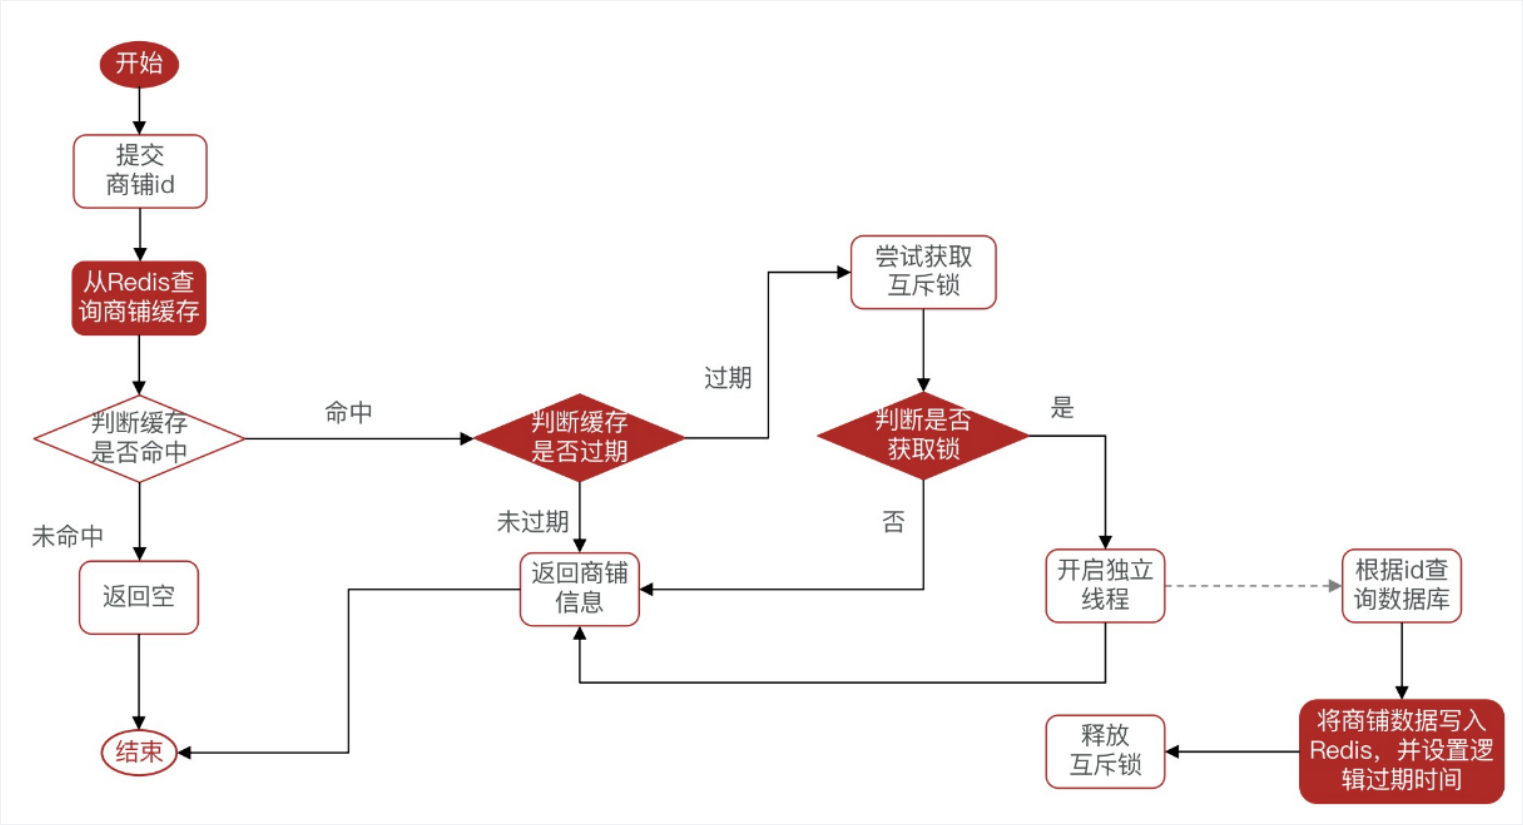 开始
提交
商铺id
从Redis查
询商铺缓存
判断缓存
是否命中
命中
未命中
返回空
结束
判断缓存
是否过期
过期
未过期
返回商铺
信息
尝试获取
互斥锁
判断是否
获取锁
是
否
开启独立
线程
根据id查
询数据库
将商铺数据写入
Redis，并设置逻
辑过期时间
释放
互斥锁